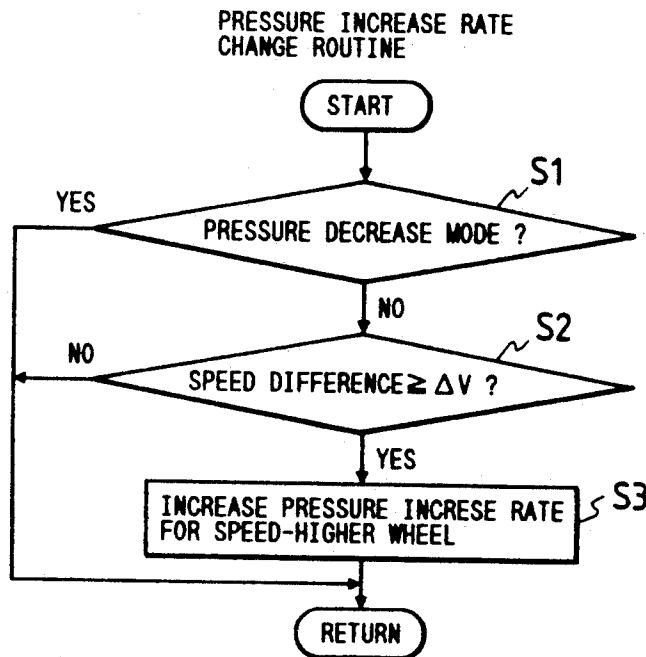 PRESSURE INCREASE RATE
CHANGE ROUTINE
START
S1
YES
PRESSURE DECREASE MODE ?
NO
S2
NO
SPEED DIFFERENCE≧ ΔV ?
YES
S3
INCREASE PRESSURE INCRESE RATE
FOR SPEED-HIGHER WHEEL
RETURN